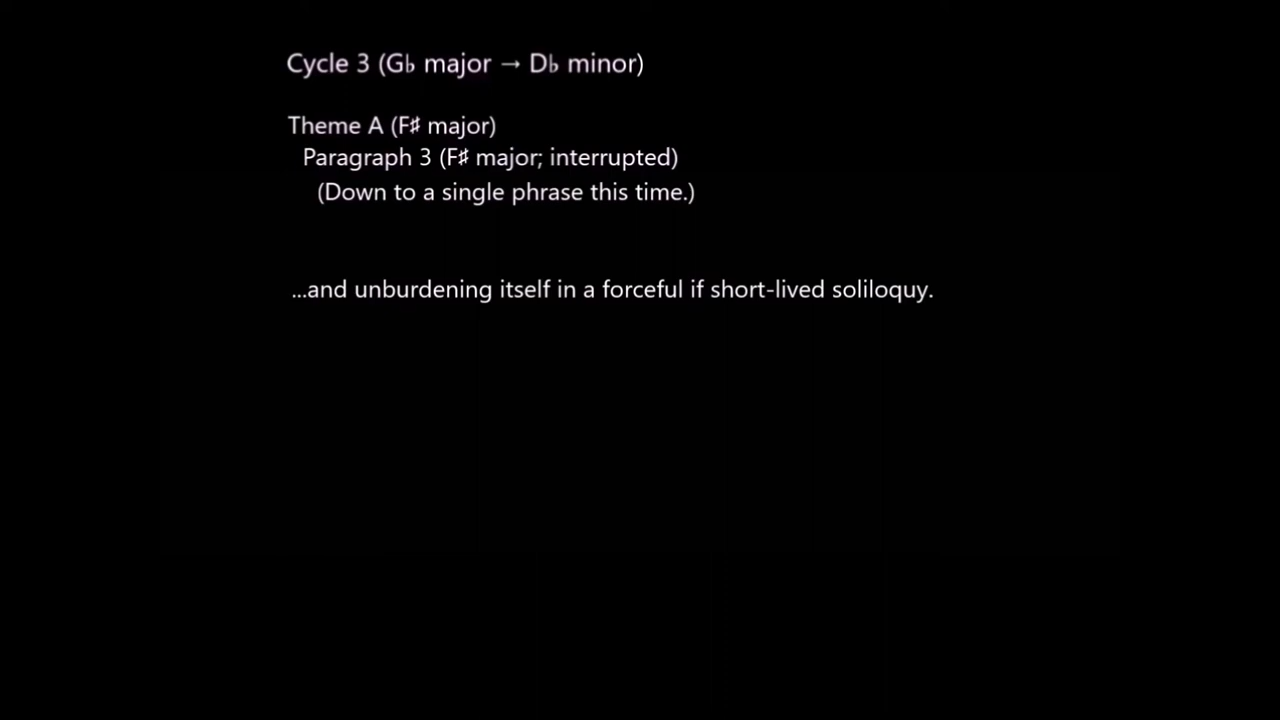 Cycle 3 (G♭ major → D♭ minor)
Theme A (F♯ major)
Paragraph 3 (F♯ major; interrupted)
(Down to a single phrase this time.)
...and unburdening itself in a forceful if short-lived soliloquy.